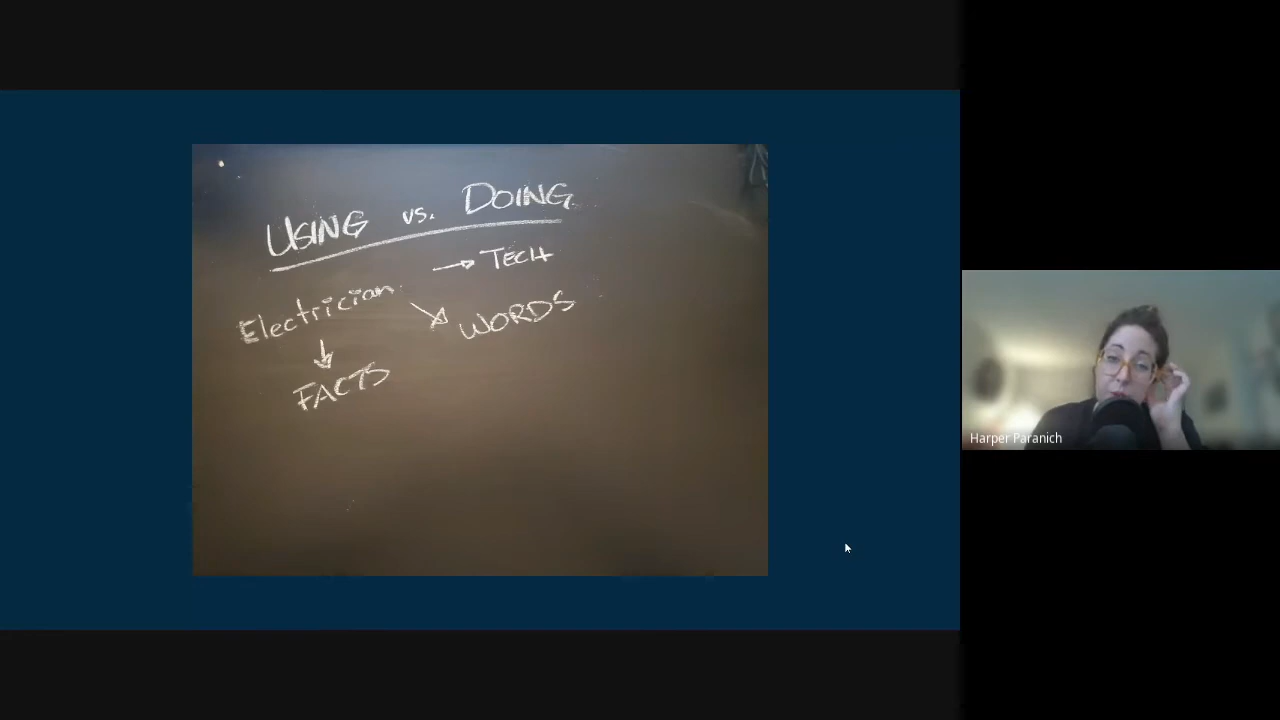 USING vs. DOING
→ TECH
Electrician
↘ WORDS
↓
FACTS
Harper Paranich